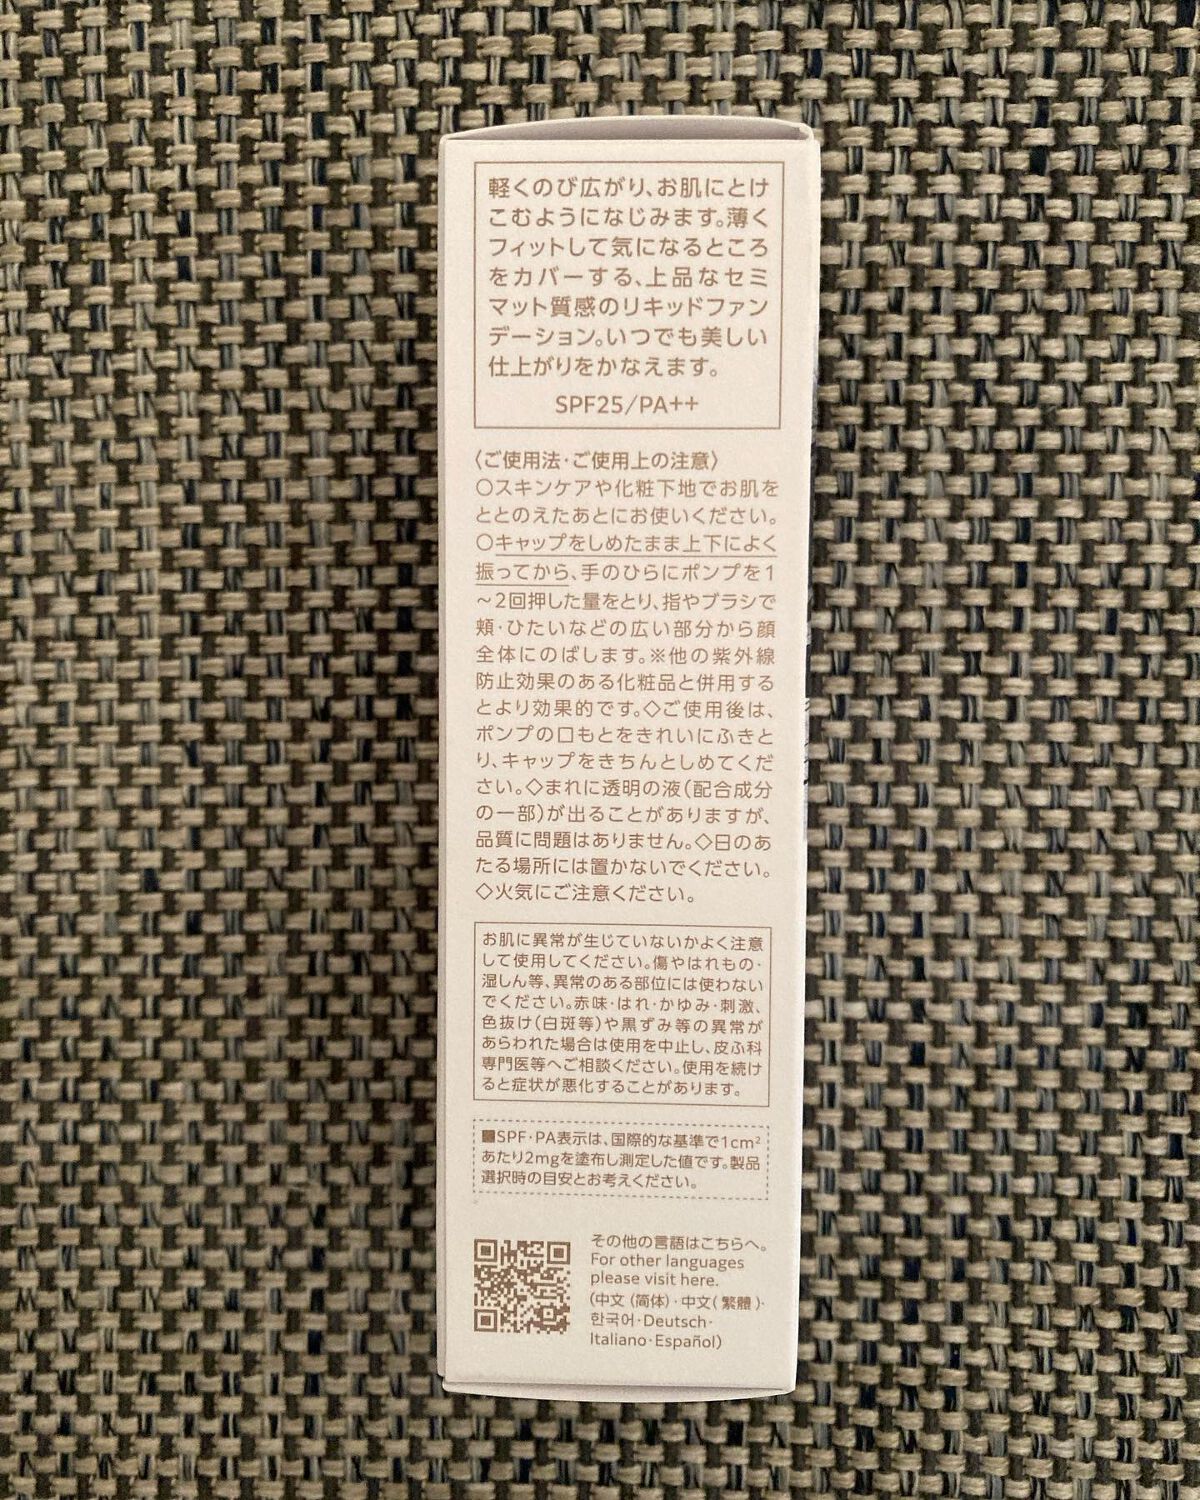 軽くのび広がり、お肌にとけ
こむようになじみます。薄く
フィットして気になるところ
をカバーする、上品なセミ
マット質感のリキッドファン
デーション。いつでも美しい
仕上がりをかなえます。
SPF25/PA++
〈ご使用法・ご使用上の注意〉
○スキンケアや化粧下地でお肌を
ととのえたあとにお使いください。
○キャップをしめたまま上下によく
振ってから、手のひらにポンプを1
～2回押した量をとり、指やブラシで
頬・ひたいなどの広い部分から顔
全体にのばします。※他の紫外線
防止効果のある化粧品と併用する
とより効果的です。◇ご使用後は、
ポンプの口もとをきれいにふきと
り、キャップをきちんとしめてくだ
さい。◇まれに透明の液(配合成分
の一部)が出ることがありますが、
品質に問題はありません。◇日のあ
たる場所には置かないでください。
◇火気にご注意ください。
お肌に異常が生じていないかよく注意
して使用してください。傷やはれもの・
湿しん等、異常のある部位には使わない
でください。赤味・はれ・かゆみ・刺激、
色抜け(白斑等)や黒ずみ等の異常が
あらわれた場合は使用を中止し、皮ふ科
専門医等へご相談ください。使用を続け
ると症状が悪化することがあります。
■SPF・PA表示は、国際的な基準で1cm²
あたり2mgを塗布し測定した値です。製品
選択時の目安とお考えください。
その他の言語はこちらへ。
For other languages
please visit here.
(中文(简体)・中文(繁體)・
한국어・Deutsch・
Italiano・Español)